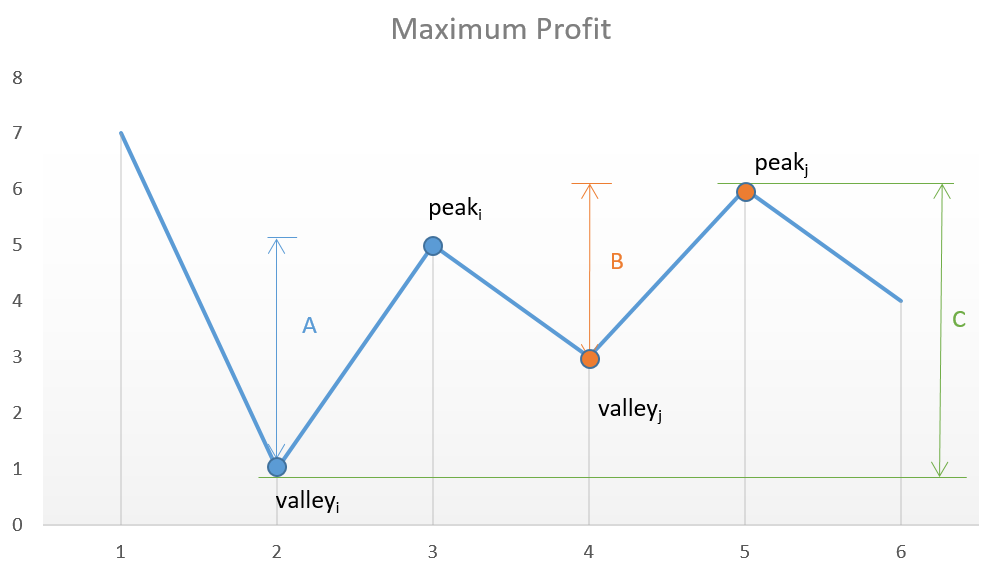 Maximum Profit
8
7
6
5
4
3
2
1
0
peakj
peaki
B
A
C
valleyj
valleyi
1 2 3 4 5 6